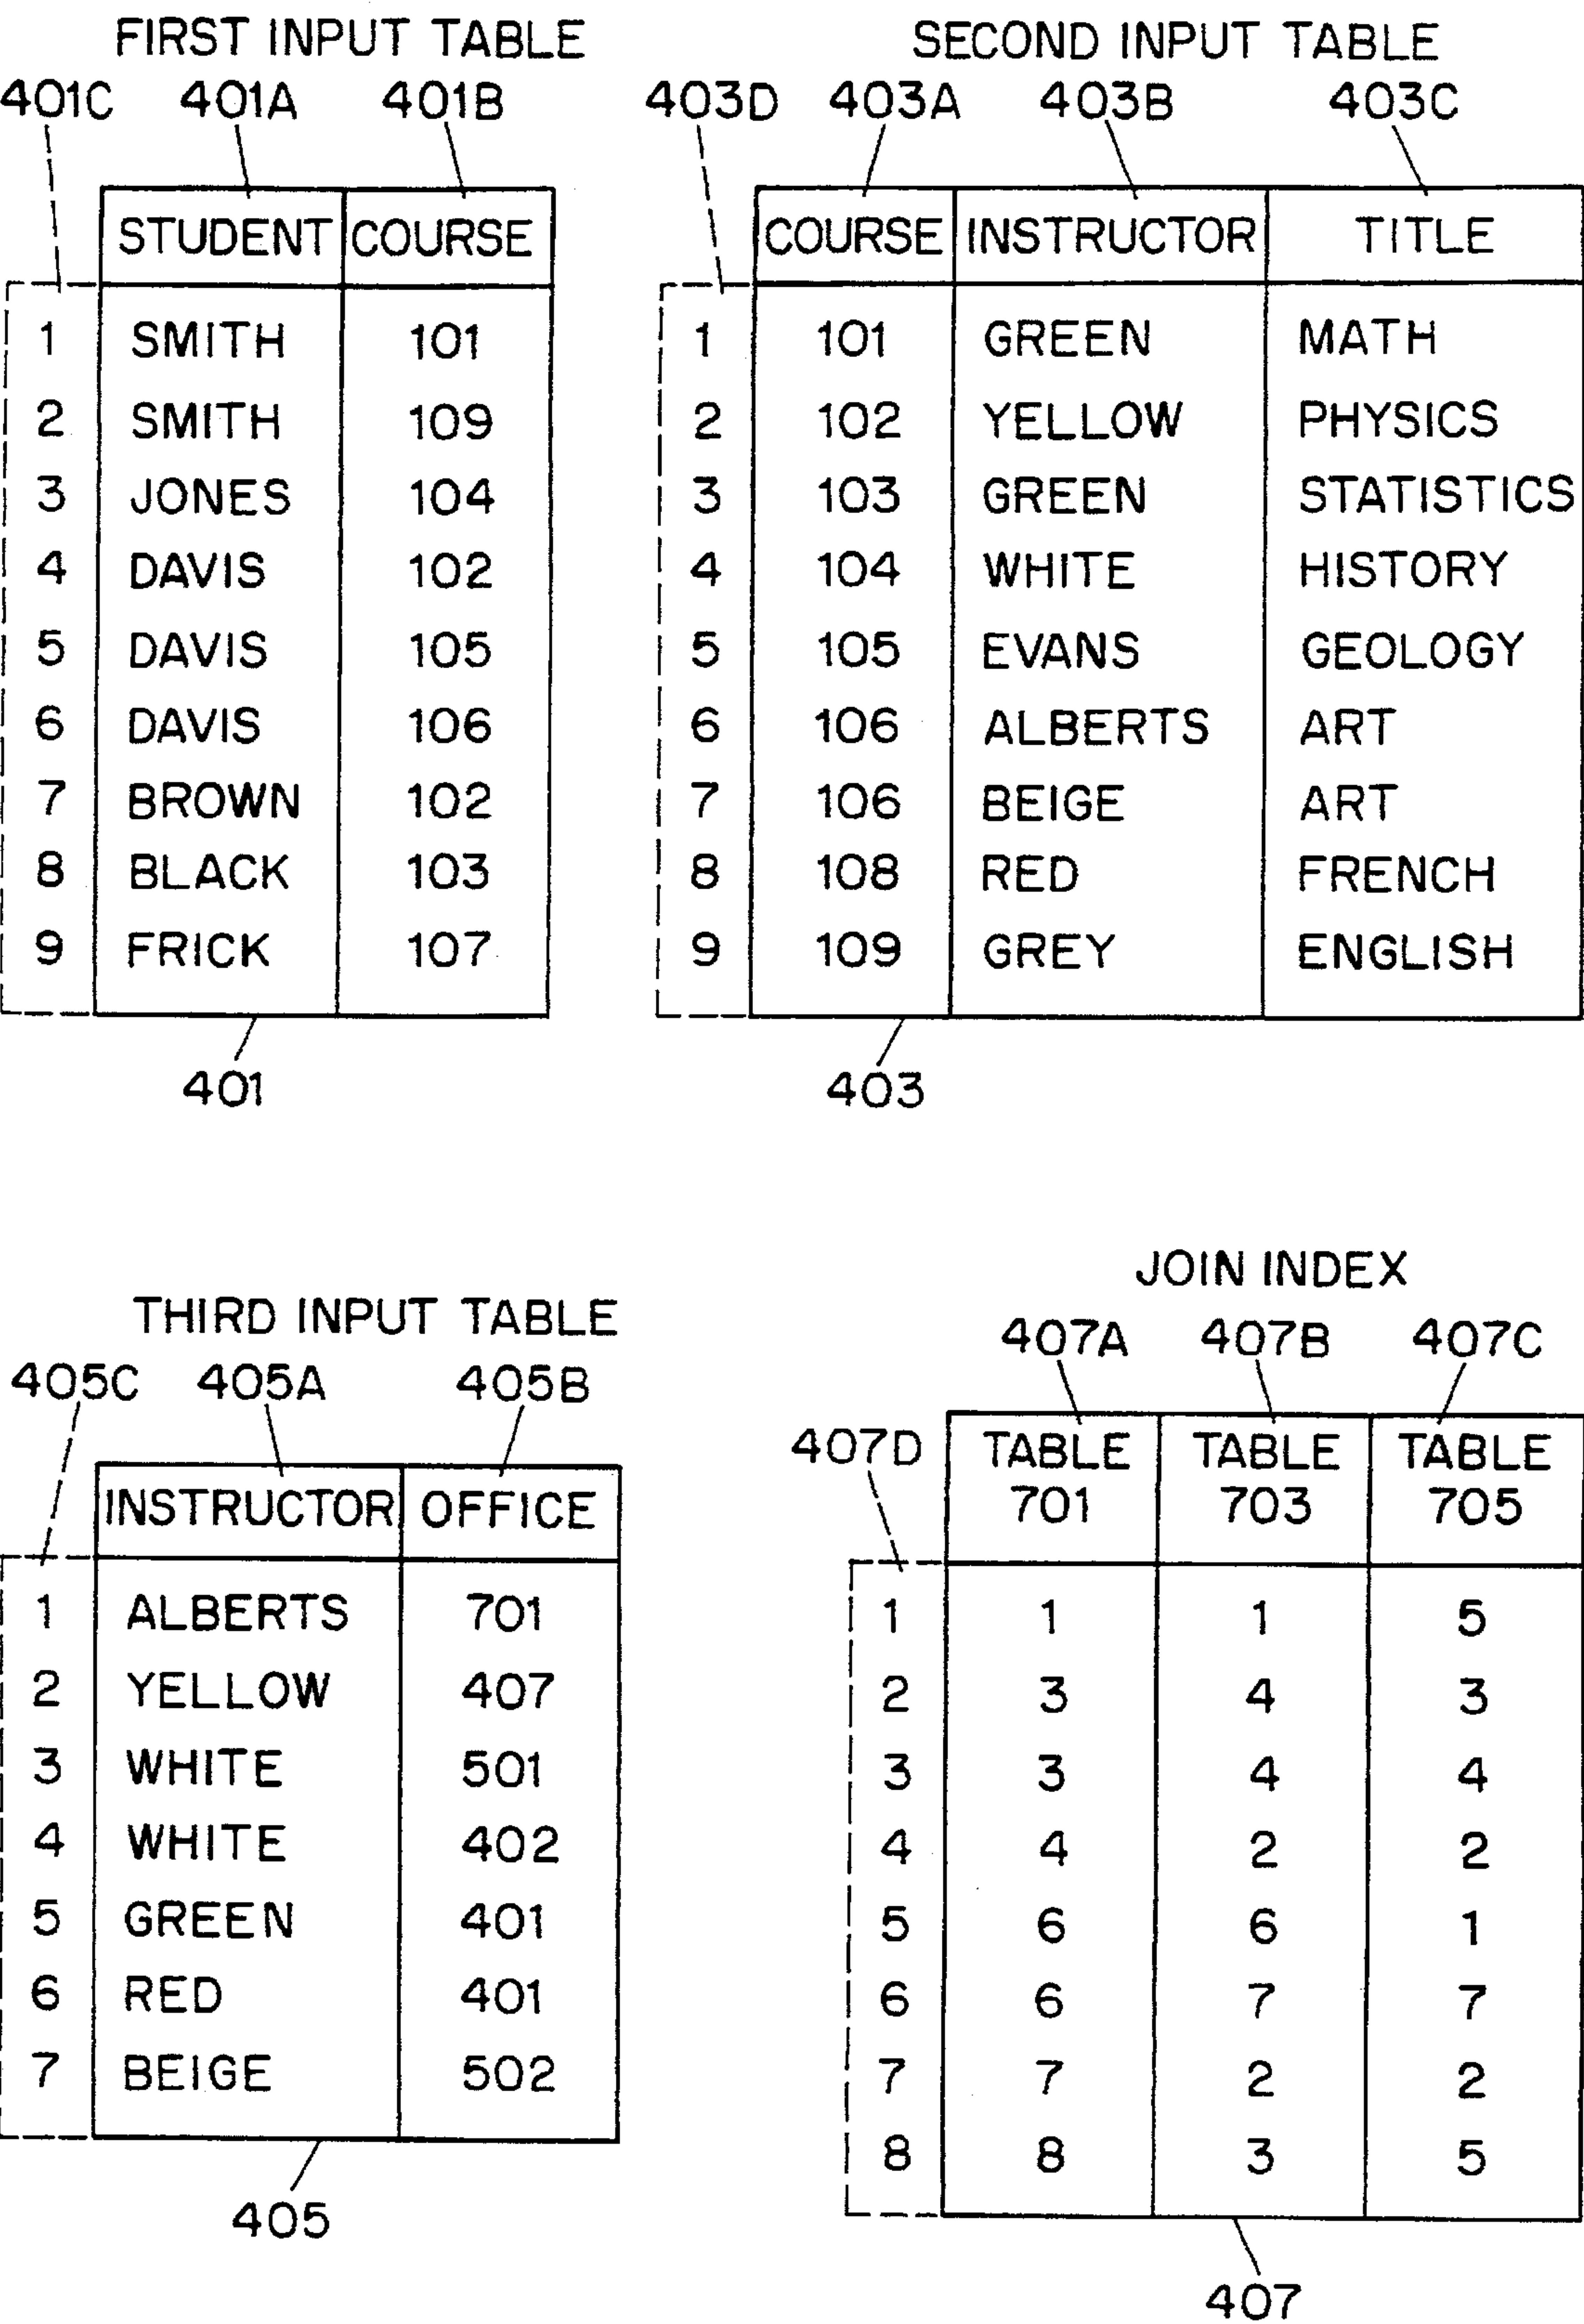 FIRST INPUT TABLE
401C 401A 401B
STUDENT COURSE
1 SMITH 101
2 SMITH 109
3 JONES 104
4 DAVIS 102
5 DAVIS 105
6 DAVIS 106
7 BROWN 102
8 BLACK 103
9 FRICK 107
401
SECOND INPUT TABLE
403D 403A 403B 403C
COURSE INSTRUCTOR TITLE
1 101 GREEN MATH
2 102 YELLOW PHYSICS
3 103 GREEN STATISTICS
4 104 WHITE HISTORY
5 105 EVANS GEOLOGY
6 106 ALBERTS ART
7 106 BEIGE ART
8 108 RED FRENCH
9 109 GREY ENGLISH
403
THIRD INPUT TABLE
405C 405A 405B
INSTRUCTOR OFFICE
1 ALBERTS 701
2 YELLOW 407
3 WHITE 501
4 WHITE 402
5 GREEN 401
6 RED 401
7 BEIGE 502
405
JOIN INDEX
407A 407B 407C
407D
TABLE TABLE TABLE
701 703 705
1 1 1 5
2 3 4 3
3 3 4 4
4 4 2 2
5 6 6 1
6 6 7 7
7 7 2 2
8 8 3 5
407